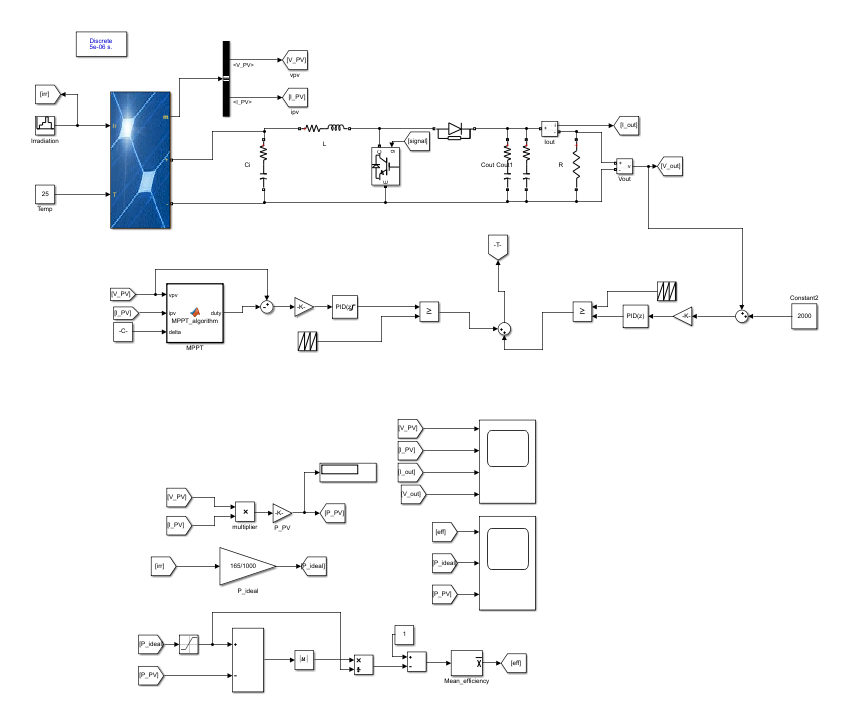 Discrete
5e-06 s.
<V_PV>
[V_PV]
vpv
<I_PV>
[I_PV]
ipv
[irr]
Irradiation
Ir
m
+
T
-
25
Temp
Ci
L
[signal]
C
E
Cout
Cout1
Iout
[I_out]
R
Vout
[V_out]
-T-
[V_PV]
[I_PV]
-C-
vpv
ipv
delta
MPPT_algorithm
duty
MPPT
-K-
PID(z)
≥
≥
PID(z)
-K-
Constant2
2000
[V_PV]
[I_PV]
[I_out]
[V_out]
[V_PV]
[I_PV]
×
multiplier
-K-
P_PV
[P_PV]
[eff]
[P_ideal]
[P_PV]
[irr]
165/1000
P_ideal
[P_ideal]
[P_ideal]
[P_PV]
+
-
|u|
×
÷
1
+
-
Mean_efficiency
[eff]